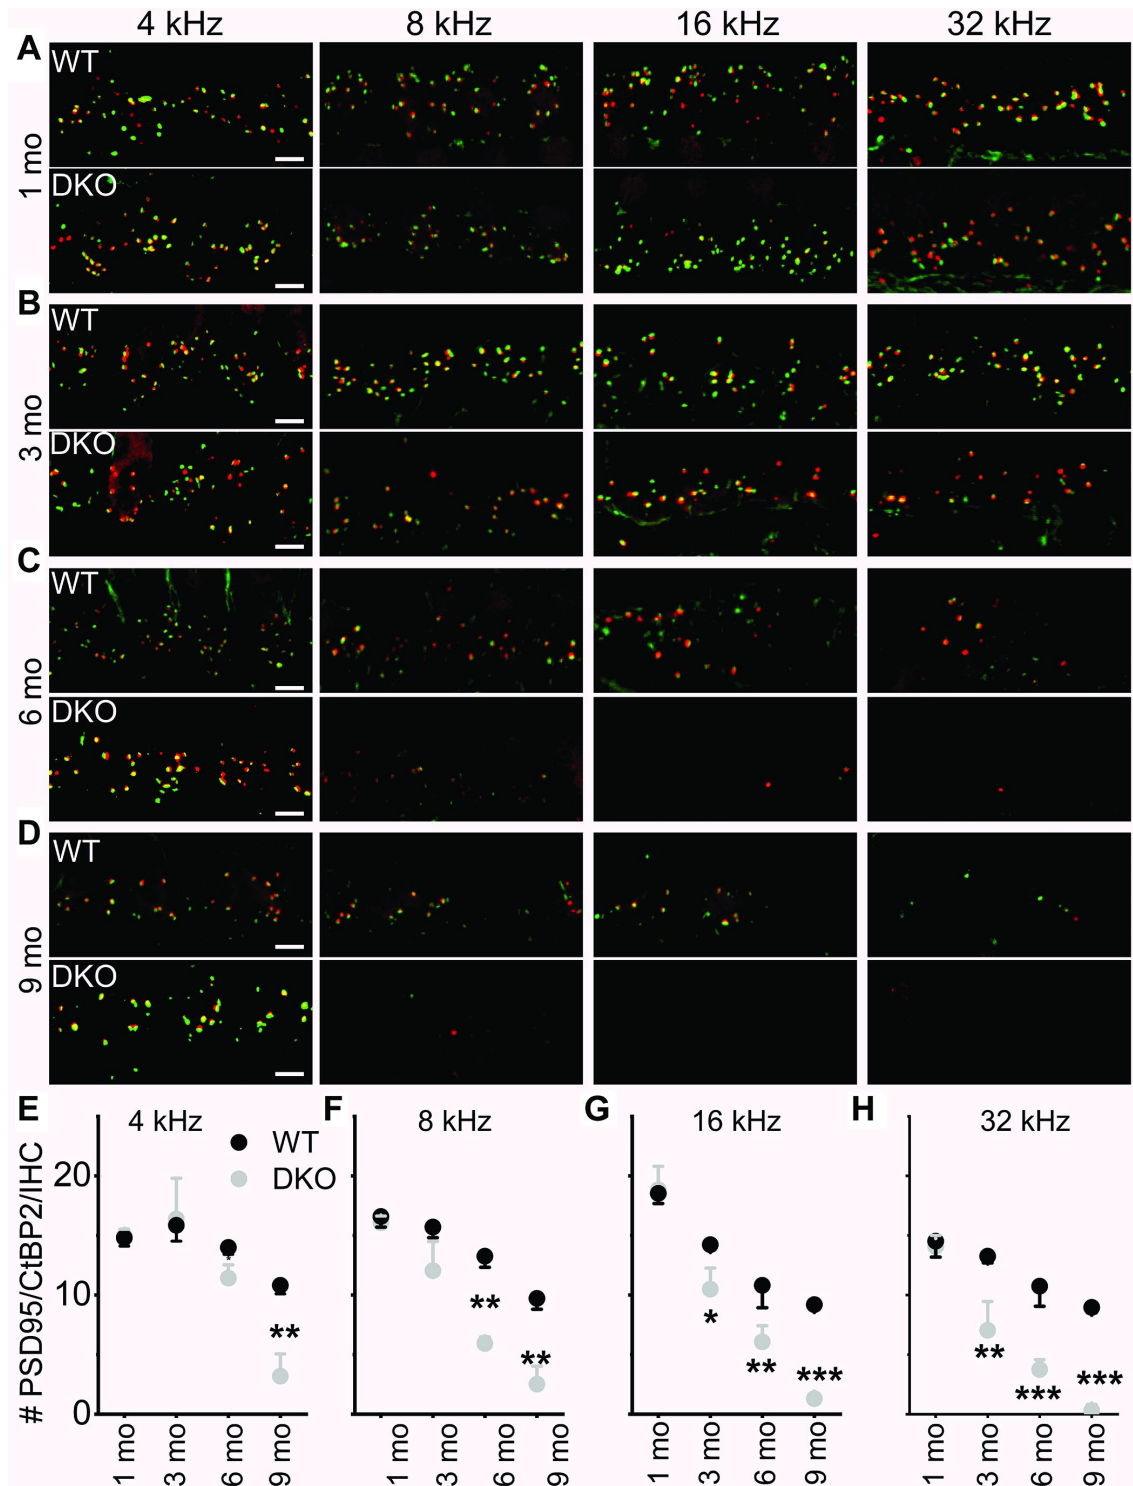 4 kHz 8 kHz 16 kHz 32 kHz
A
WT
1 mo
DKO
B
WT
3 mo
DKO
C
WT
6 mo
DKO
D
WT
9 mo
DKO
E 4 kHz F 8 kHz G 16 kHz H 32 kHz
WT
DKO
# PSD95/CtBP2/IHC
20
10
0
*
**
**
**
*
**
***
**
***
***
1 mo 3 mo 6 mo 9 mo 1 mo 3 mo 6 mo 9 mo 1 mo 3 mo 6 mo 9 mo 1 mo 3 mo 6 mo 9 mo